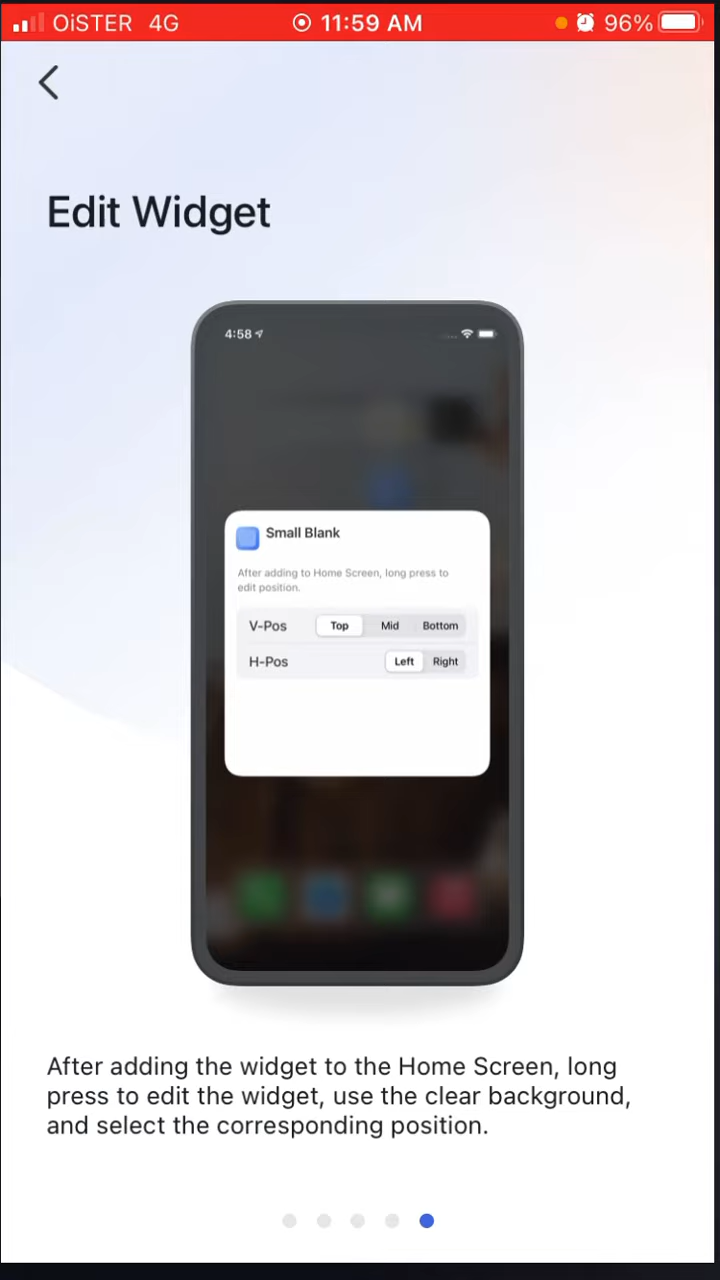 OiSTER 4G 11:59 AM 96%
Edit Widget
4:58
Small Blank
After adding to Home Screen, long press to
edit position.
V-Pos Top Mid Bottom
H-Pos Left Right
After adding the widget to the Home Screen, long
press to edit the widget, use the clear background,
and select the corresponding position.